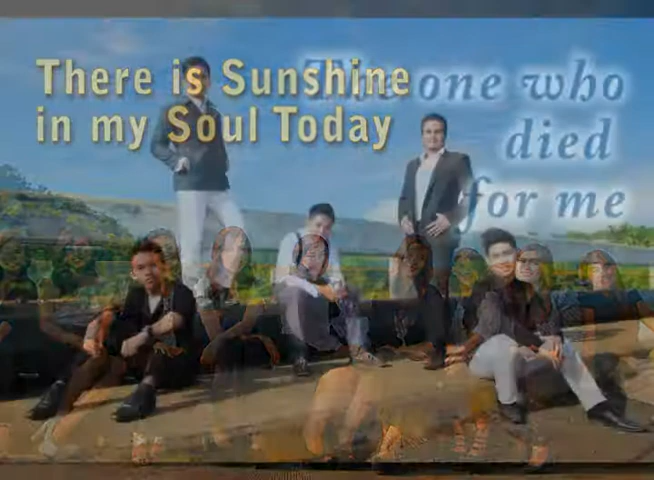 There is Sunshine
in my Soul Today
The one who
died
for me